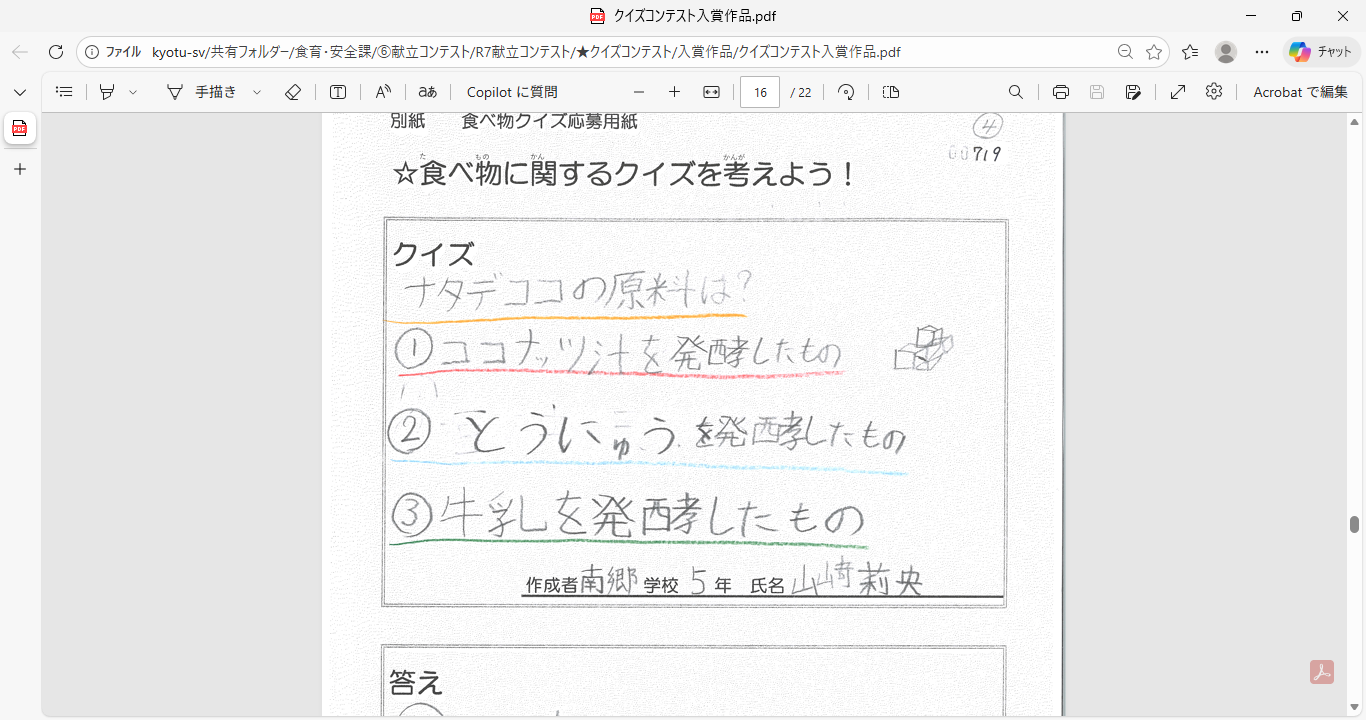 クイズコンテスト入賞作品.pdf
ファイル kyotu-sv/共有フォルダー/食育・安全課/⑥献立コンテスト/R7献立コンテスト/★クイズコンテスト/入賞作品/クイズコンテスト入賞作品.pdf
チャット
手描き
aあ
Copilot に質問
16 / 22
Acrobat で編集
別紙 食べ物クイズ応募用紙
④
00719
☆食べ物に関するクイズを考えよう！
クイズ
ナタデココの原料は?
①ココナッツ汁を発酵したもの
②とうにゅうを発酵したもの
③牛乳を発酵したもの
作成者 南郷 学校 5 年 氏名 山﨑 莉央
答え